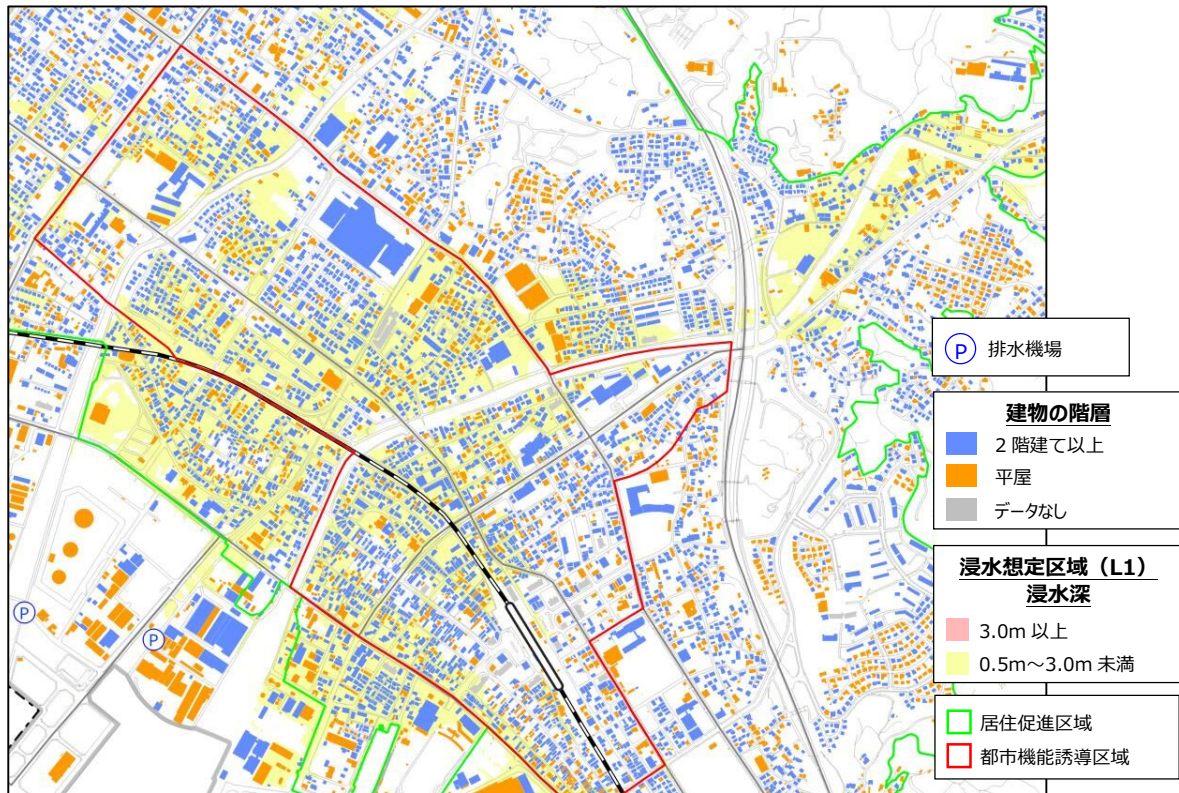 P 排水機場
建物の階層
2階建て以上
平屋
データなし
浸水想定区域（L1）
浸水深
3.0m 以上
0.5m～3.0m 未満
居住促進区域
都市機能誘導区域
P
P